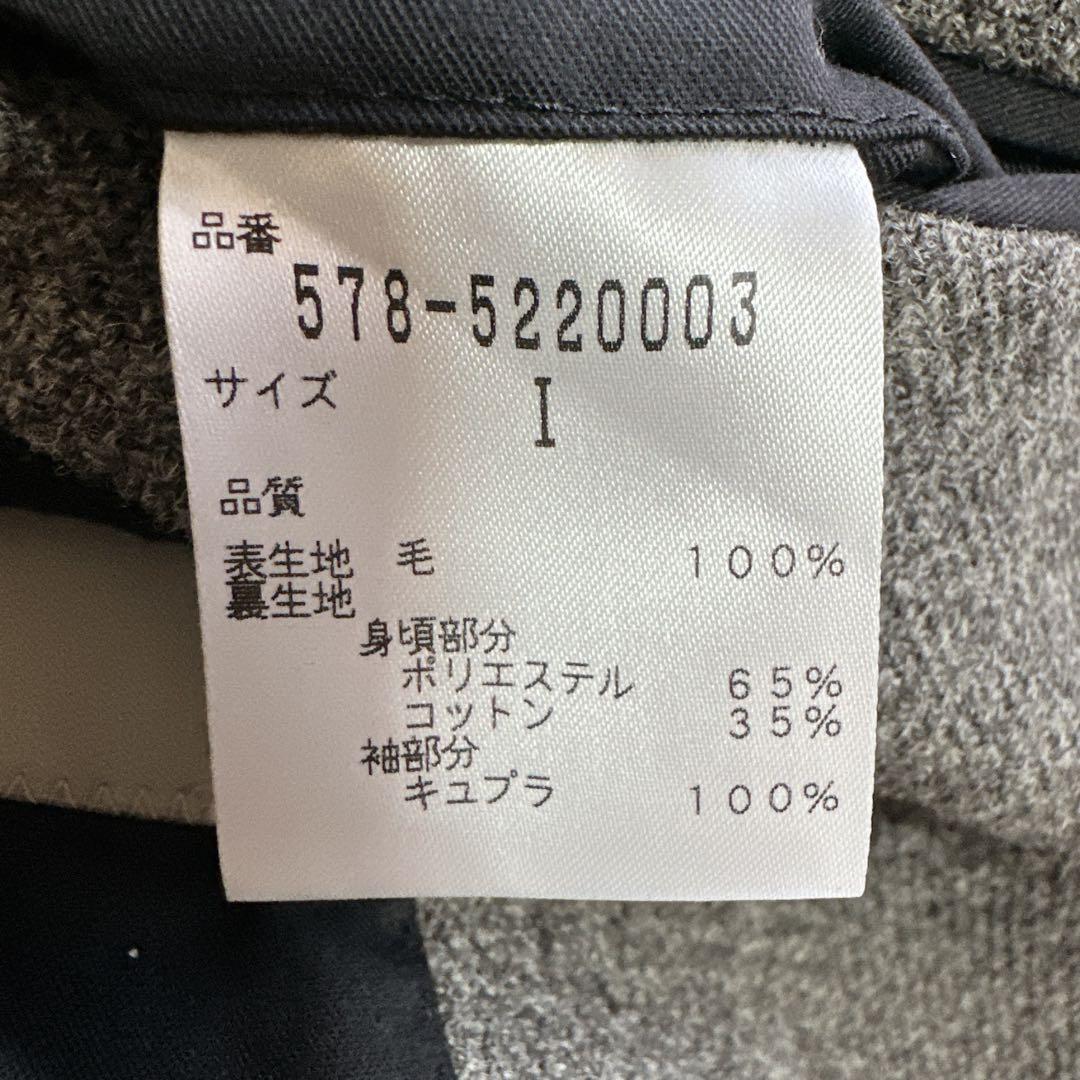 品番
578-5220003
サイズ I
品質
表生地 毛 100%
裏生地
身頃部分
ポリエステル 65%
コットン 35%
袖部分
キュプラ 100%